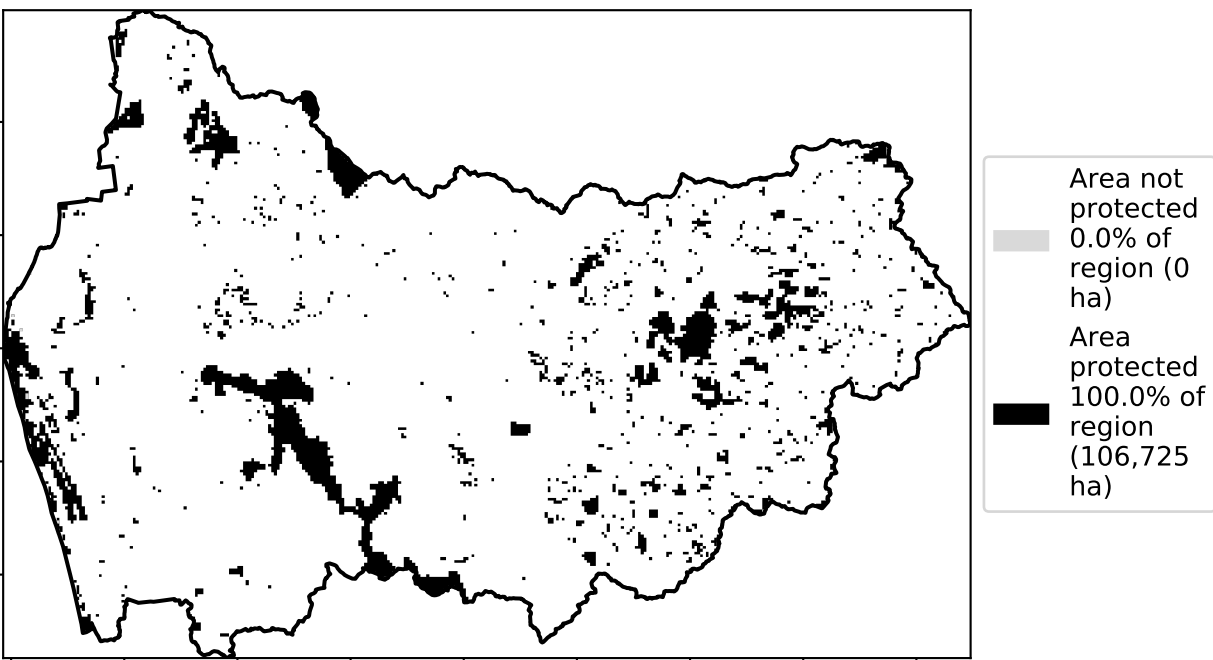 Area not
protected
0.0% of
region (0
ha)
Area
protected
100.0% of
region
(106,725
ha)